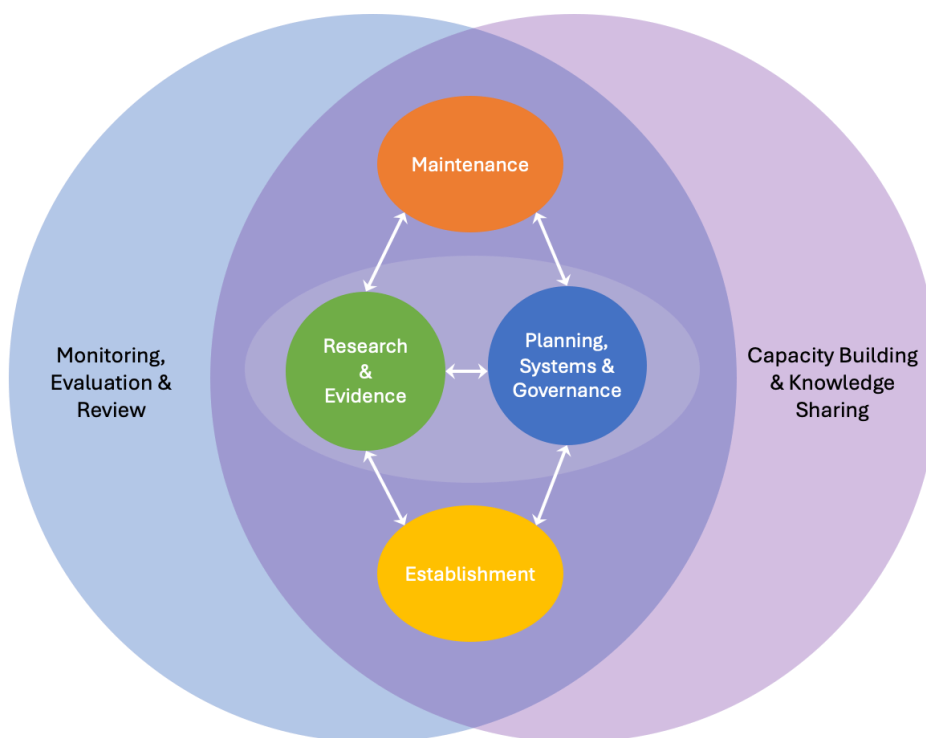 Maintenance
Monitoring,
Evaluation &
Review
Research
&
Evidence
Planning,
Systems &
Governance
Capacity Building
& Knowledge
Sharing
Establishment